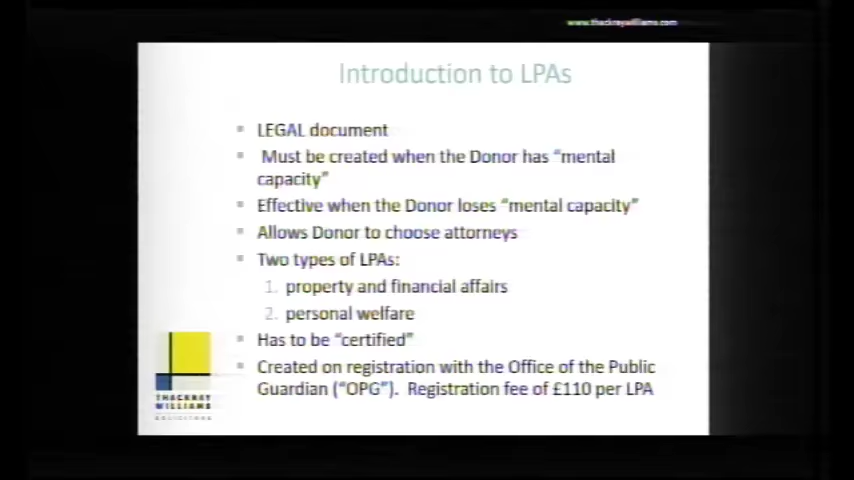 www.thackraywilliams.com
Introduction to LPAs
LEGAL document
Must be created when the Donor has "mental
capacity"
Effective when the Donor loses "mental capacity"
Allows Donor to choose attorneys
Two types of LPAs:
1. property and financial affairs
2. personal welfare
Has to be "certified"
Created on registration with the Office of the Public
Guardian ("OPG"). Registration fee of £110 per LPA
THACKRAY
WILLIAMS
SOLICITORS